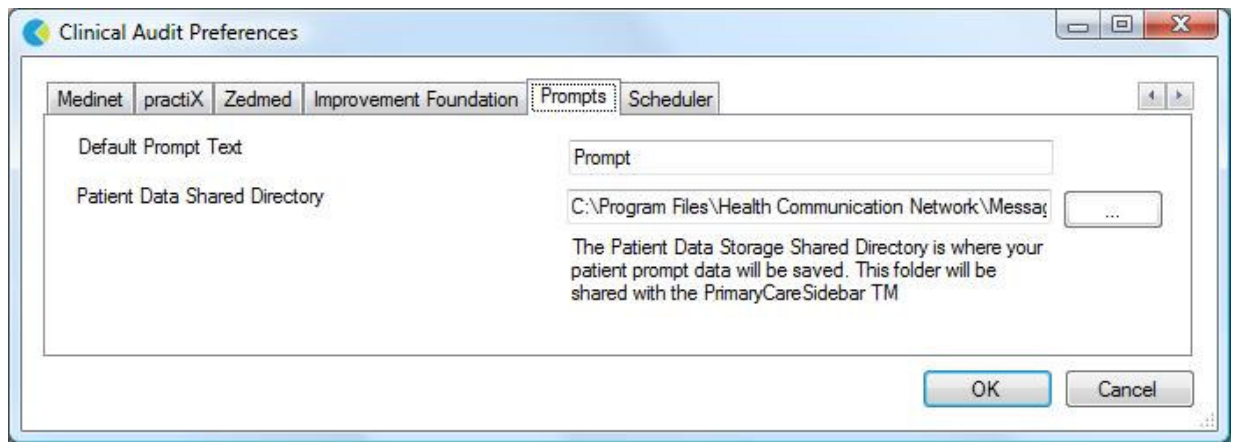 Clinical Audit Preferences
Medinet practiX Zedmed Improvement Foundation Prompts Scheduler
Default Prompt Text
Prompt
Patient Data Shared Directory
C:\Program Files\Health Communication Network\Messag
...
The Patient Data Storage Shared Directory is where your
patient prompt data will be saved. This folder will be
shared with the PrimaryCareSidebar TM
OK Cancel